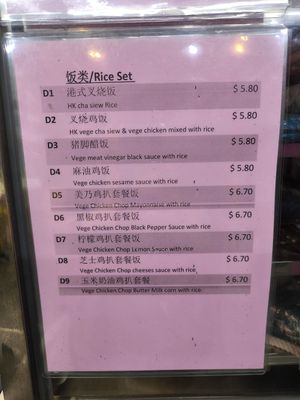 饭类/Rice Set
D1 港式叉烧饭 $ 5.80
HK cha siew Rice
D2 叉烧鸡饭 $ 5.80
HK vege cha siew & vege chicken mixed with rice
D3 猪脚醋饭 $ 5.80
Vege meat vinegar black sauce with rice
D4 麻油鸡饭 $ 5.80
Vege chicken sesame sauce with rice
D5 美乃鸡扒套餐饭 $ 6.70
Vege Chicken Chop Mayonnaise with rice
D6 黑椒鸡扒套餐饭 $ 6.70
Vege Chicken Chop Black Pepper Sauce with rice
D7 柠檬鸡扒套餐饭 $ 6.70
Vege Chicken Chop Lemon Sauce with rice
D8 芝士鸡扒套餐饭 $ 6.70
Vege Chicken Chop cheeses sauce with rice
D9 玉米奶油鸡扒套餐 $ 6.70
Vege Chicken Chop Butter Milk corn with rice